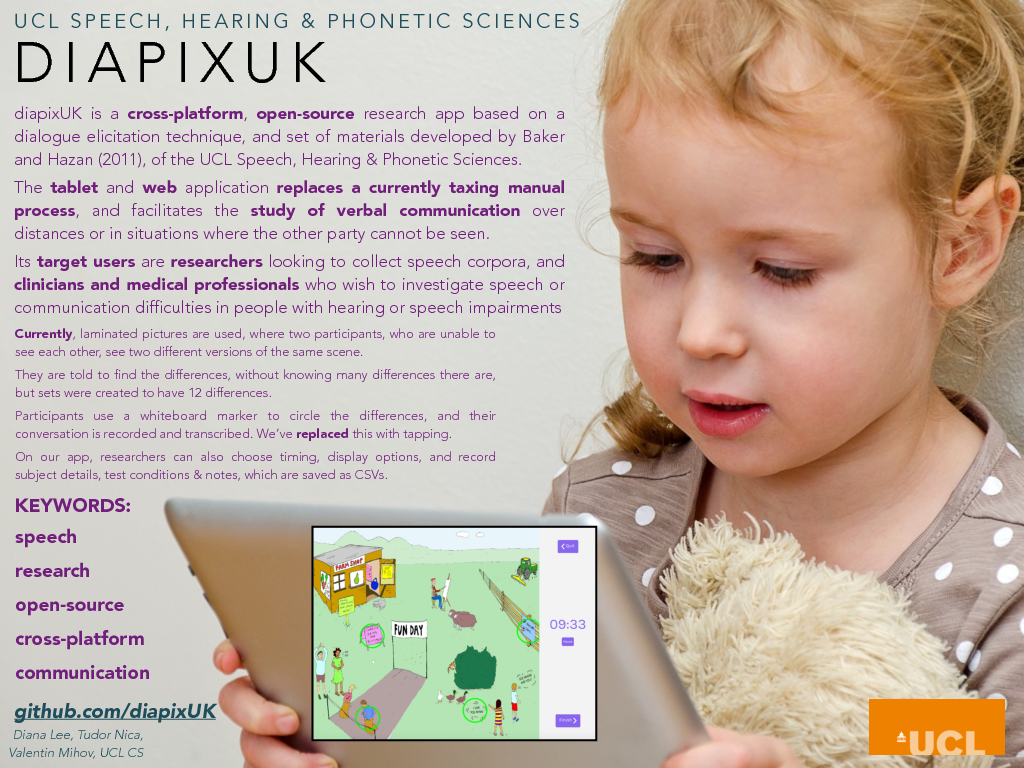 UCL SPEECH, HEARING & PHONETIC SCIENCES
DIAPIXUK
diapixUK is a cross-platform, open-source research app based on a
dialogue elicitation technique, and set of materials developed by Baker
and Hazan (2011), of the UCL Speech, Hearing & Phonetic Sciences.
The tablet and web application replaces a currently taxing manual
process, and facilitates the study of verbal communication over
distances or in situations where the other party cannot be seen.
Its target users are researchers looking to collect speech corpora, and
clinicians and medical professionals who wish to investigate speech or
communication difficulties in people with hearing or speech impairments
Currently, laminated pictures are used, where two participants, who are unable to
see each other, see two different versions of the same scene.
They are told to find the differences, without knowing many differences there are,
but sets were created to have 12 differences.
Participants use a whiteboard marker to circle the differences, and their
conversation is recorded and transcribed. We've replaced this with tapping.
On our app, researchers can also choose timing, display options, and record
subject details, test conditions & notes, which are saved as CSVs.
KEYWORDS:
speech
research
open-source
cross-platform
communication
github.com/diapixUK
Diana Lee, Tudor Nica,
Valentin Mihov, UCL CS
FARM SHOP
FUN DAY
Quit
09:33
UCL